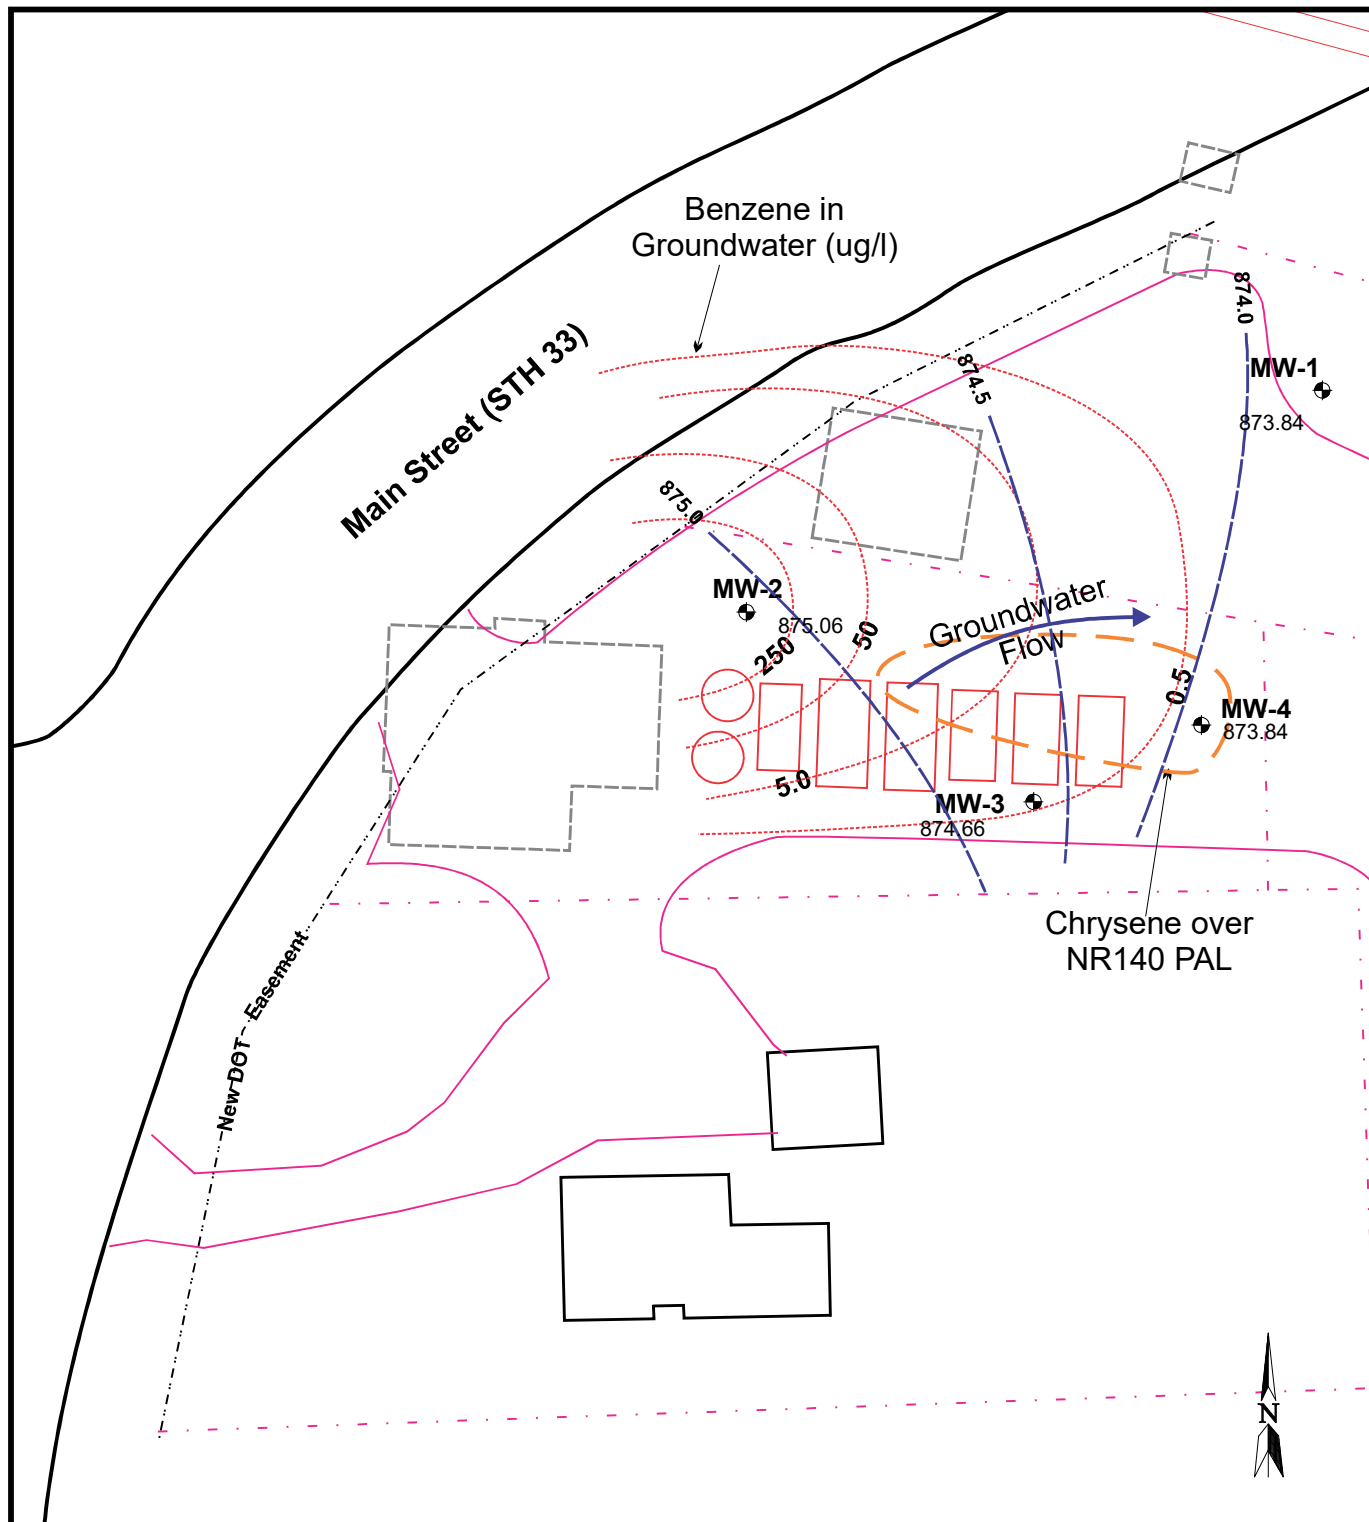 Benzene in
Groundwater (ug/l)
Main Street (STH 33)
874.0
874.5
MW-1
873.84
875.0
MW-2
875.06
250
50
Groundwater
Flow
0.5
MW-4
873.84
5.0
MW-3
874.66
Chrysene over
NR140 PAL
New DOT Easement
N